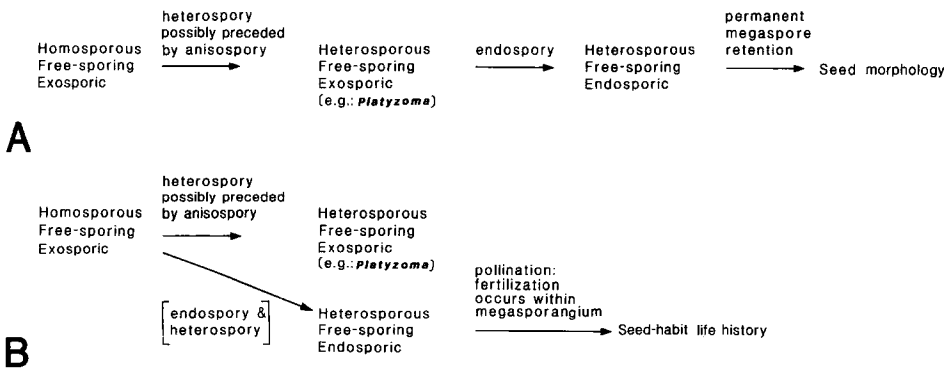 heterospory
possibly preceded
by anisospory
Homosporous
Free-sporing
Exosporic
Heterosporous
Free-sporing
Exosporic
(e.g.: Platyzoma)
endospory
Heterosporous
Free-sporing
Endosporic
permanent
megaspore
retention
Seed morphology
A
heterospory
possibly preceded
by anisospory
Homosporous
Free-sporing
Exosporic
Heterosporous
Free-sporing
Exosporic
(e.g.: Platyzoma)
[endospory &
heterospory]
Heterosporous
Free-sporing
Endosporic
pollination:
fertilization
occurs within
megasporangium
Seed-habit life history
B